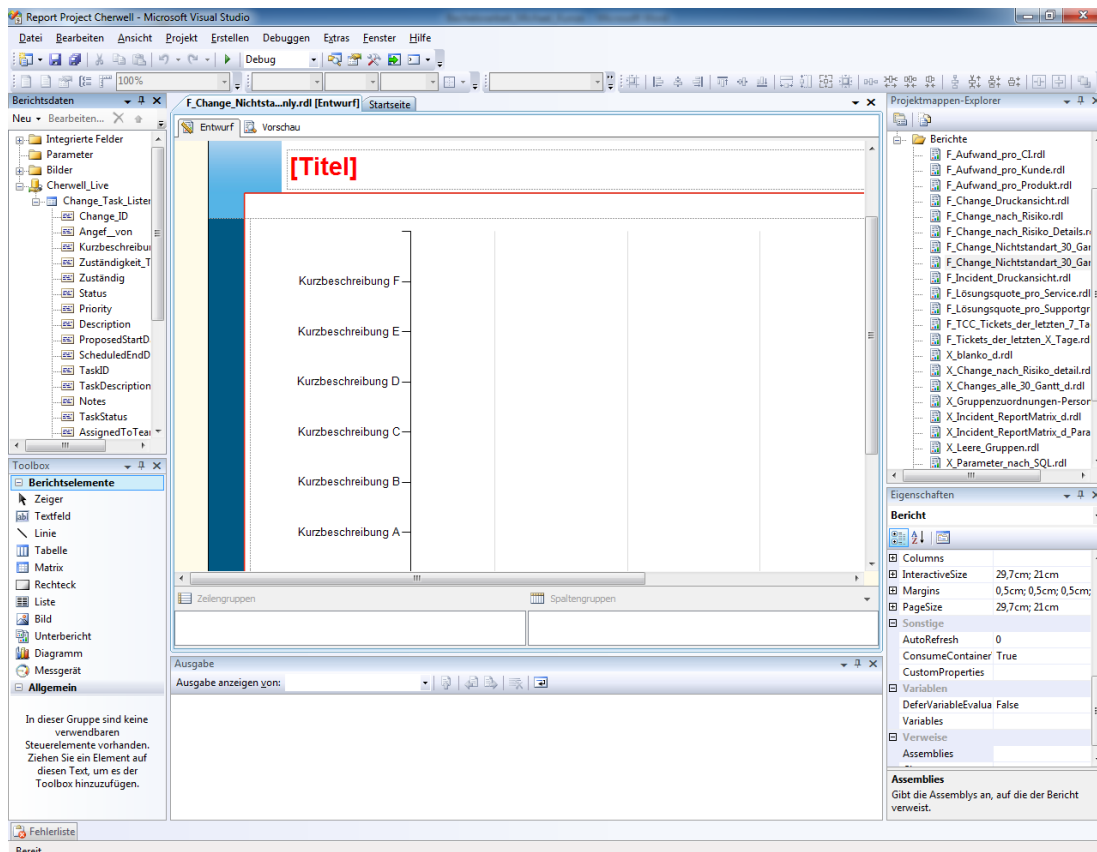 Report Project Cherwell - Microsoft Visual Studio
Datei Bearbeiten Ansicht Projekt Erstellen Debuggen Extras Fenster Hilfe
Debug
100%
Berichtsdaten
Neu Bearbeiten...
Integrierte Felder
Parameter
Bilder
Cherwell_Live
Change_Task_Listen
Change_ID
Angef__von
Kurzbeschreibu
Zuständigkeit_T
Zuständig
Status
Priority
Description
ProposedStartD
ScheduledEndD
TaskID
TaskDescription
Notes
TaskStatus
AssignedToTear
Toolbox
Berichtselemente
Zeiger
Textfeld
Linie
Tabelle
Matrix
Rechteck
Liste
Bild
Unterbericht
Diagramm
Messgerät
Allgemein
In dieser Gruppe sind keine
verwendbaren
Steuerelemente vorhanden.
Ziehen Sie ein Element auf
diesen Text, um es der
Toolbox hinzuzufügen.
F_Change_Nichtsta...nly.rdl [Entwurf] Startseite
Entwurf Vorschau
[Titel]
Kurzbeschreibung F
Kurzbeschreibung E
Kurzbeschreibung D
Kurzbeschreibung C
Kurzbeschreibung B
Kurzbeschreibung A
Zeilengruppen Spaltengruppen
Ausgabe
Ausgabe anzeigen von:
Projektmappen-Explorer
Berichte
F_Aufwand_pro_CI.rdl
F_Aufwand_pro_Kunde.rdl
F_Aufwand_pro_Produkt.rdl
F_Change_Druckansicht.rdl
F_Change_nach_Risiko.rdl
F_Change_nach_Risiko_Details.r
F_Change_Nichtstandart_30_Gar
F_Change_Nichtstandart_30_Gar
F_Incident_Druckansicht.rdl
F_Lösungsquote_pro_Service.rdl
F_Lösungsquote_pro_Supportgr
F_TCC_Tickets_der_letzten_7_Ta
F_Tickets_der_letzten_X_Tage.rd
X_blanko_d.rdl
X_Change_nach_Risiko_detail.rd
X_Changes_alle_30_Gantt_d.rdl
X_Gruppenzuordnungen-Person
X_Incident_ReportMatrix_d.rdl
X_Incident_ReportMatrix_d_Para
X_Leere_Gruppen.rdl
X_Parameter_nach_SQL.rdl
Eigenschaften
Bericht
Columns
InteractiveSize 29,7cm; 21cm
Margins 0,5cm; 0,5cm; 0,5cm;
PageSize 29,7cm; 21cm
Sonstige
AutoRefresh 0
ConsumeContainer True
CustomProperties
Variablen
DeferVariableEvalua False
Variables
Verweise
Assemblies
Assemblies
Gibt die Assemblys an, auf die der Bericht
verweist.
Fehlerliste
Bereit